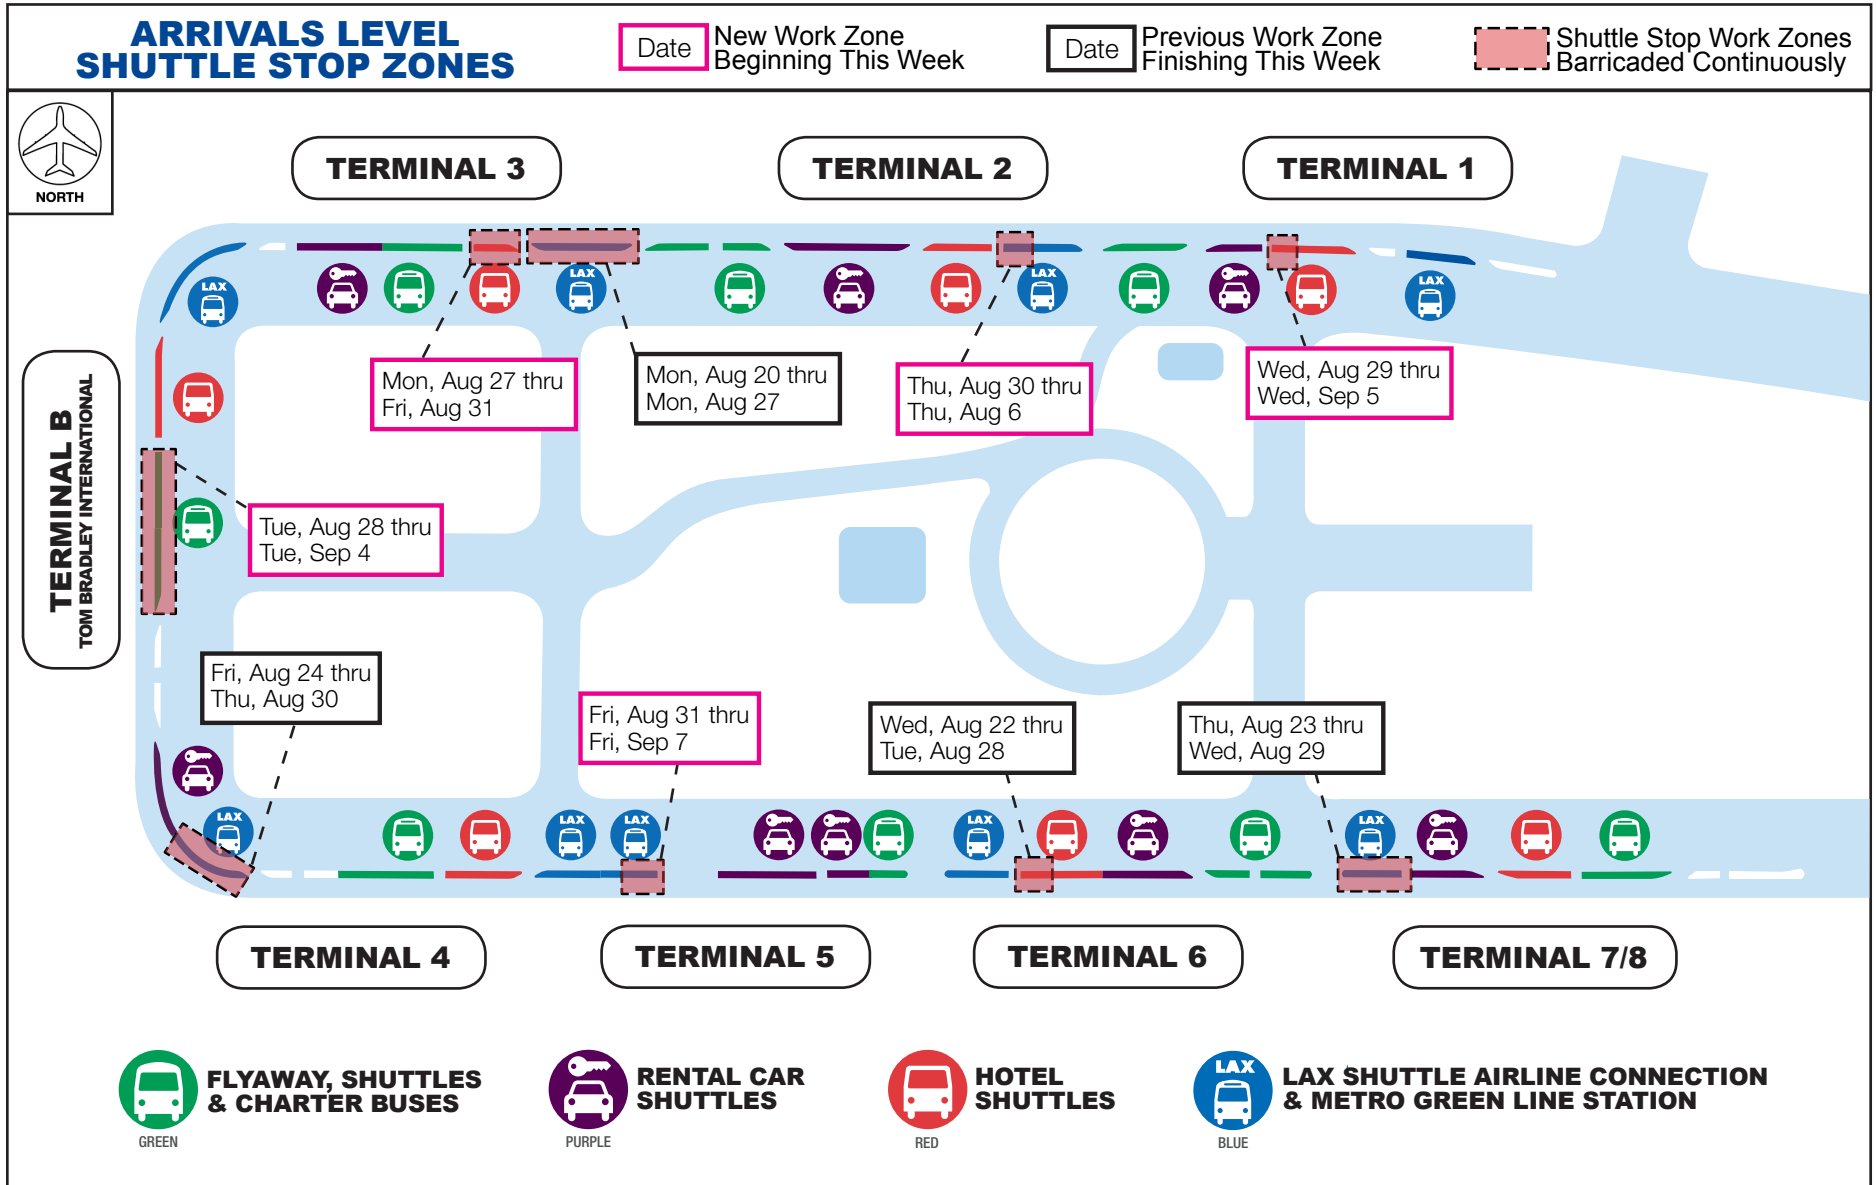 ARRIVALS LEVEL
SHUTTLE STOP ZONES
Date
New Work Zone
Beginning This Week
Date
Previous Work Zone
Finishing This Week
Shuttle Stop Work Zones
Barricaded Continuously
NORTH
TERMINAL 3
TERMINAL 2
TERMINAL 1
LAX
LAX
LAX
LAX
Mon, Aug 27 thru
Fri, Aug 31
Mon, Aug 20 thru
Mon, Aug 27
Thu, Aug 30 thru
Thu, Aug 6
Wed, Aug 29 thru
Wed, Sep 5
TERMINAL B
TOM BRADLEY INTERNATIONAL
Tue, Aug 28 thru
Tue, Sep 4
Fri, Aug 24 thru
Thu, Aug 30
Fri, Aug 31 thru
Fri, Sep 7
Wed, Aug 22 thru
Tue, Aug 28
Thu, Aug 23 thru
Wed, Aug 29
LAX
LAX
LAX
LAX
LAX
TERMINAL 4
TERMINAL 5
TERMINAL 6
TERMINAL 7/8
FLYAWAY, SHUTTLES
& CHARTER BUSES
GREEN
RENTAL CAR
SHUTTLES
PURPLE
HOTEL
SHUTTLES
RED
LAX
LAX SHUTTLE AIRLINE CONNECTION
& METRO GREEN LINE STATION
BLUE